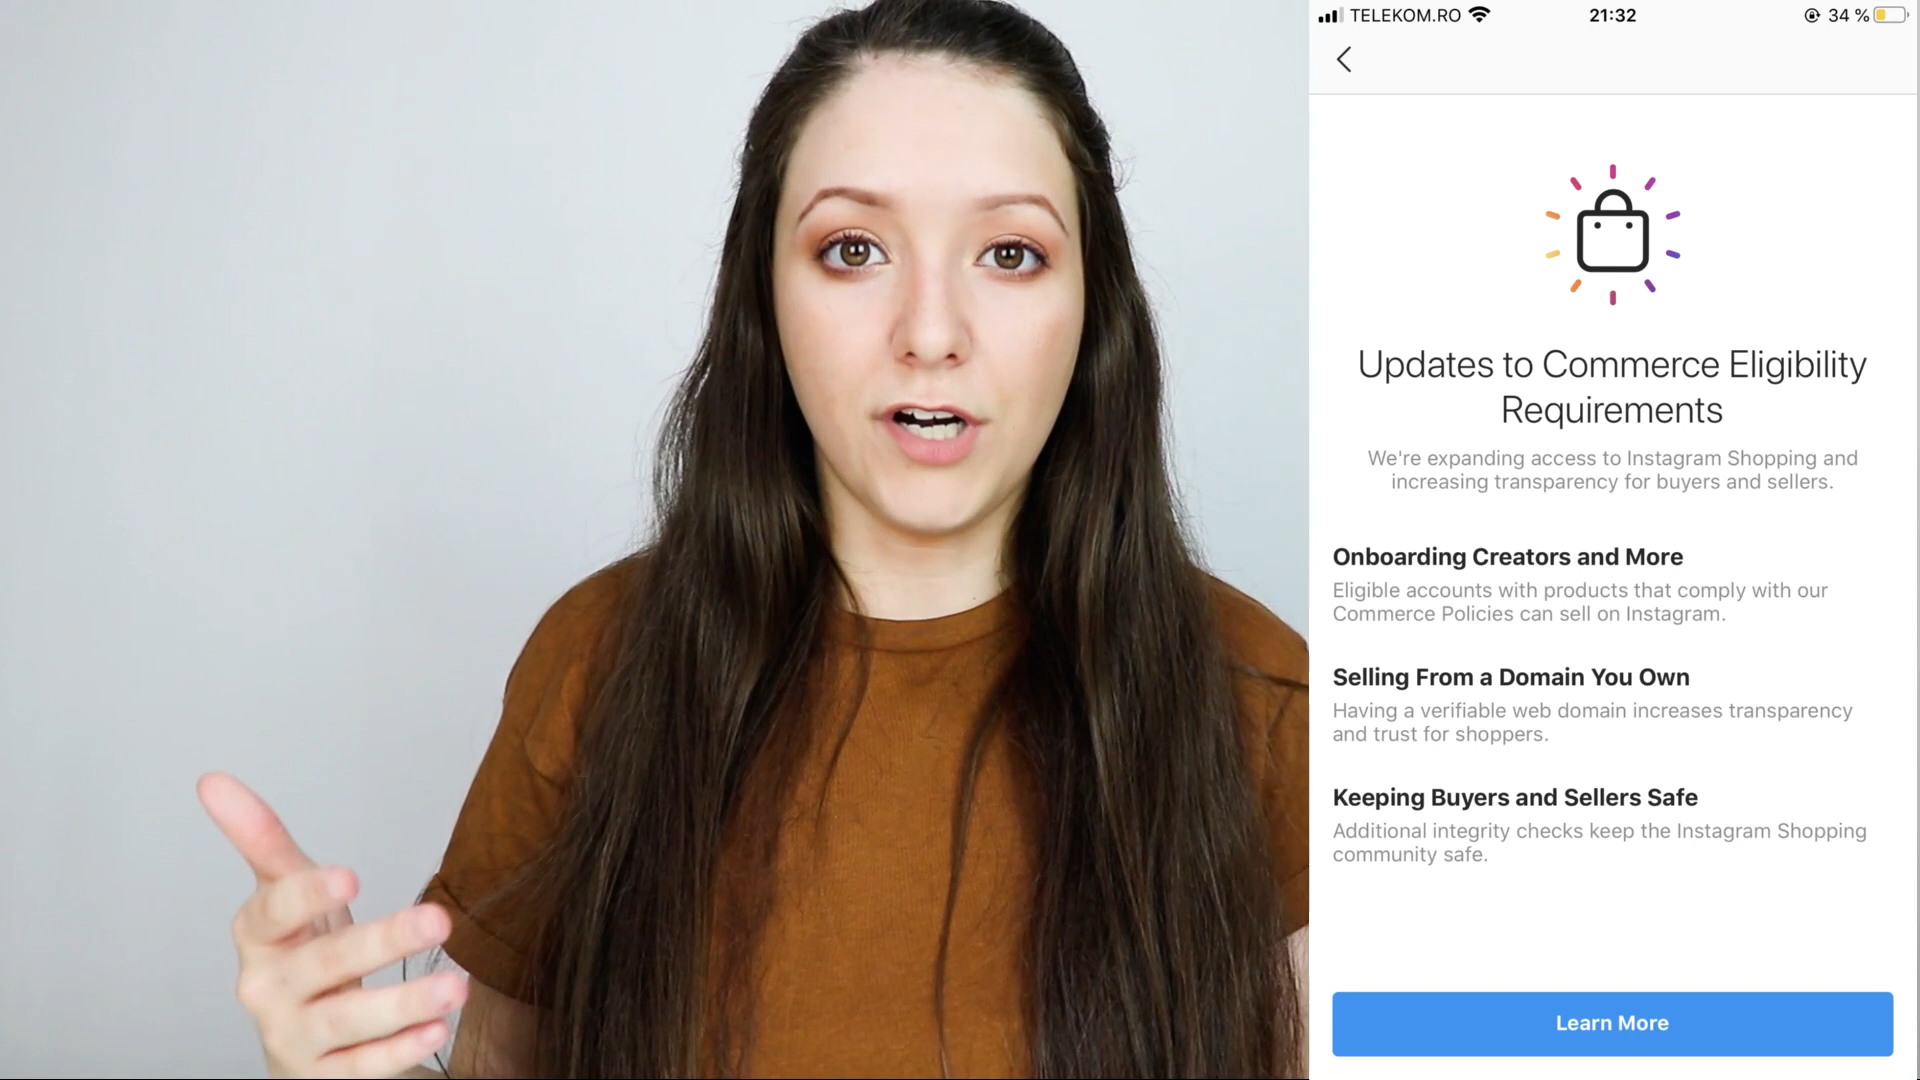 TELEKOM.RO 21:32 34 %
Updates to Commerce Eligibility
Requirements
We're expanding access to Instagram Shopping and
increasing transparency for buyers and sellers.
Onboarding Creators and More
Eligible accounts with products that comply with our
Commerce Policies can sell on Instagram.
Selling From a Domain You Own
Having a verifiable web domain increases transparency
and trust for shoppers.
Keeping Buyers and Sellers Safe
Additional integrity checks keep the Instagram Shopping
community safe.
Learn More